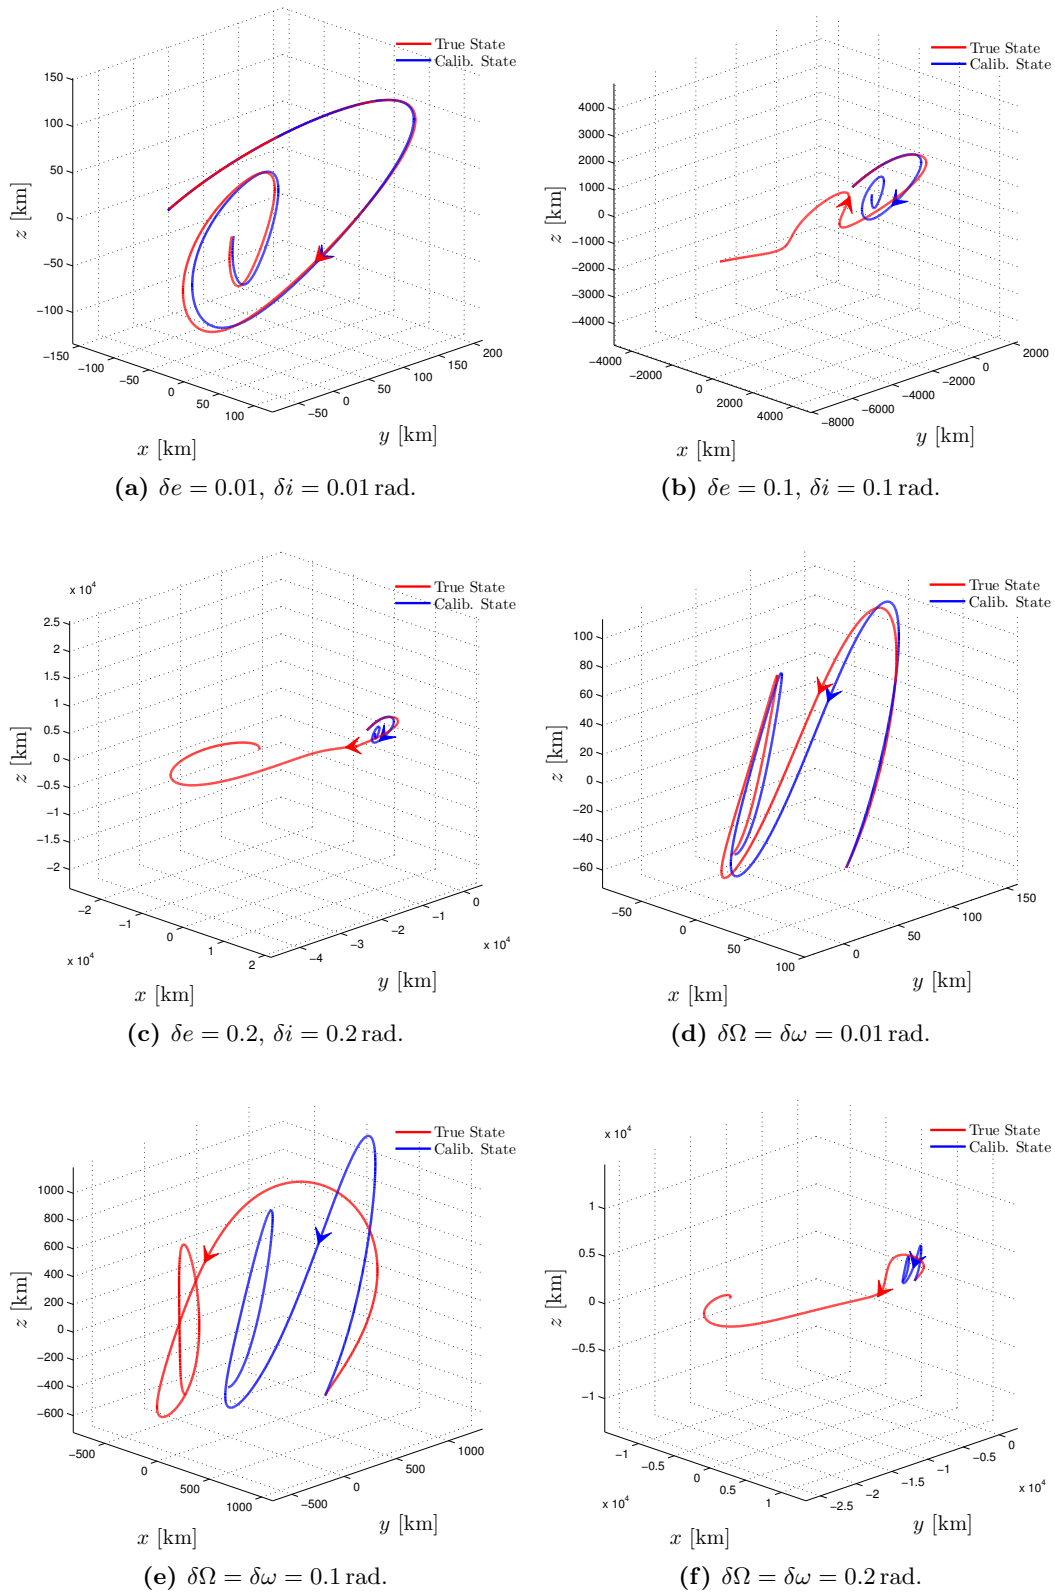 True State
Calib. State
150
100
50
0
−50
−100
z [km]
−150
−100
−50
0
50
100
x [km]
−50
0
50
100
150
200
y [km]
(a) δe = 0.01, δi = 0.01 rad.
True State
Calib. State
4000
3000
2000
1000
0
−1000
−2000
−3000
−4000
z [km]
−4000
−2000
0
2000
4000
x [km]
−8000
−6000
−4000
−2000
0
2000
y [km]
(b) δe = 0.1, δi = 0.1 rad.
True State
Calib. State
x 10⁴
2.5
2
1.5
1
0.5
0
−0.5
−1
−1.5
−2
z [km]
−2
−1
0
1
2
x 10⁴
x [km]
−4
−3
−2
−1
0
x 10⁴
y [km]
(c) δe = 0.2, δi = 0.2 rad.
True State
Calib. State
100
80
60
40
20
0
−20
−40
−60
z [km]
−50
0
50
100
x [km]
0
50
100
150
y [km]
(d) δΩ = δω = 0.01 rad.
True State
Calib. State
1000
800
600
400
200
0
−200
−400
−600
z [km]
−500
0
500
1000
x [km]
−500
0
500
1000
y [km]
(e) δΩ = δω = 0.1 rad.
True State
Calib. State
x 10⁴
1
0.5
0
−0.5
−1
z [km]
−1
−0.5
0
0.5
1
x 10⁴
x [km]
−2.5
−2
−1.5
−1
−0.5
0
x 10⁴
y [km]
(f) δΩ = δω = 0.2 rad.